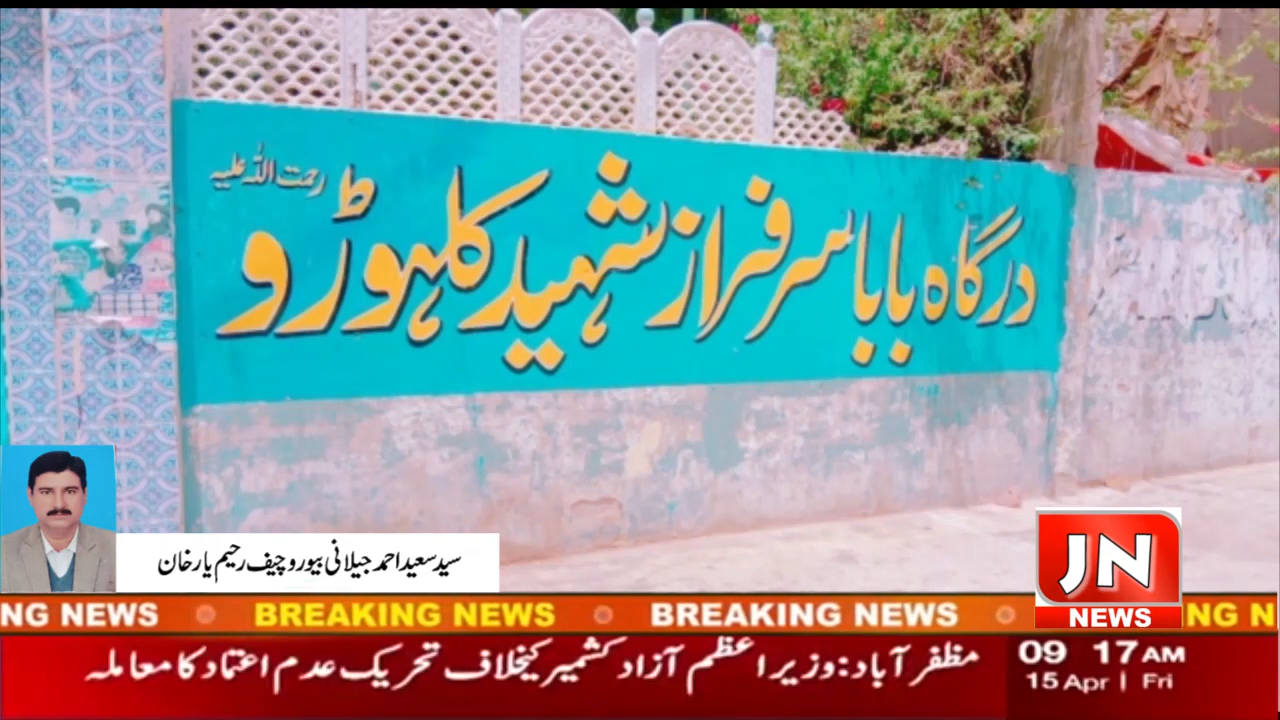 رحمت اللہ علیہ
درگاہ بابا سرفراز شہید کلہوڑو
سید سعید احمد جیلانی بیورو چیف رحیم یار خان
JN
NEWS
NG NEWS BREAKING NEWS BREAKING NEWS NG N
مظفر آباد: وزیر اعظم آزاد کشمیر کیخلاف تحریک عدم اعتماد کا معاملہ
09 17 AM
15 Apr | Fri